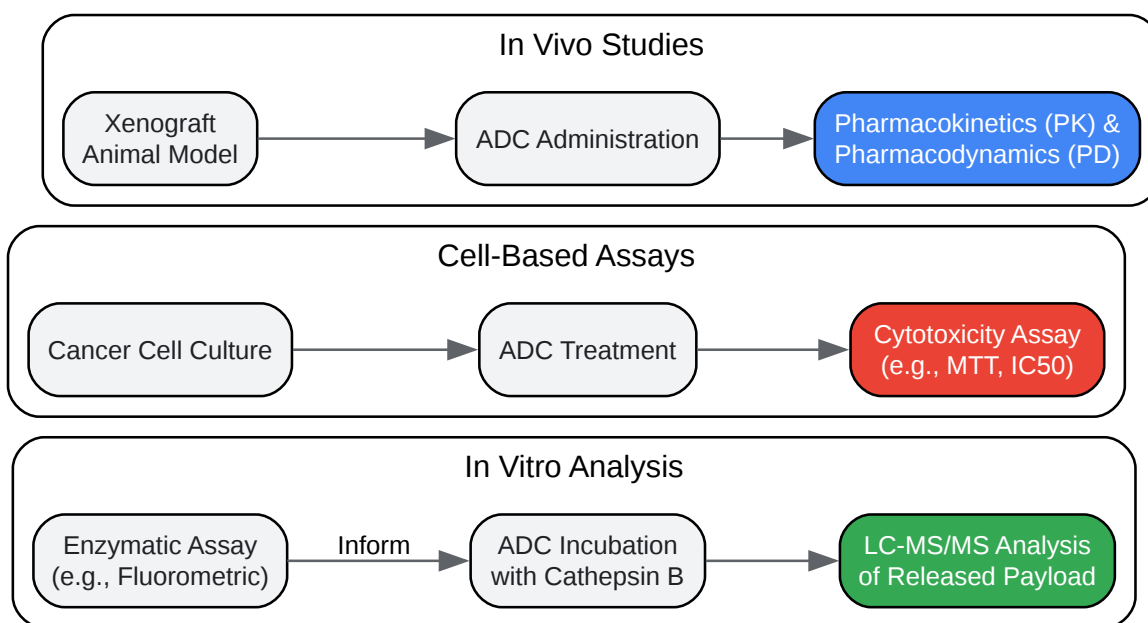 In Vivo Studies
Xenograft
Animal Model
ADC Administration
Pharmacokinetics (PK) &
Pharmacodynamics (PD)
Cell-Based Assays
Cancer Cell Culture
ADC Treatment
Cytotoxicity Assay
(e.g., MTT, IC50)
In Vitro Analysis
Enzymatic Assay
(e.g., Fluorometric)
Inform
ADC Incubation
with Cathepsin B
LC-MS/MS Analysis
of Released Payload